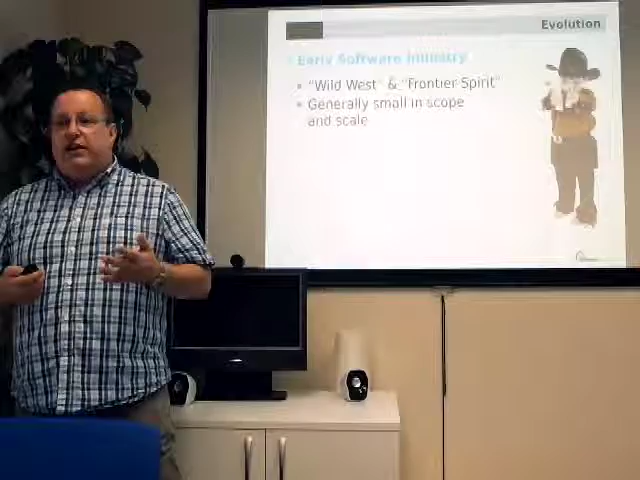 Evolution
Early Software Industry
"Wild West" & "Frontier Spirit"
Generally small in scope
and scale